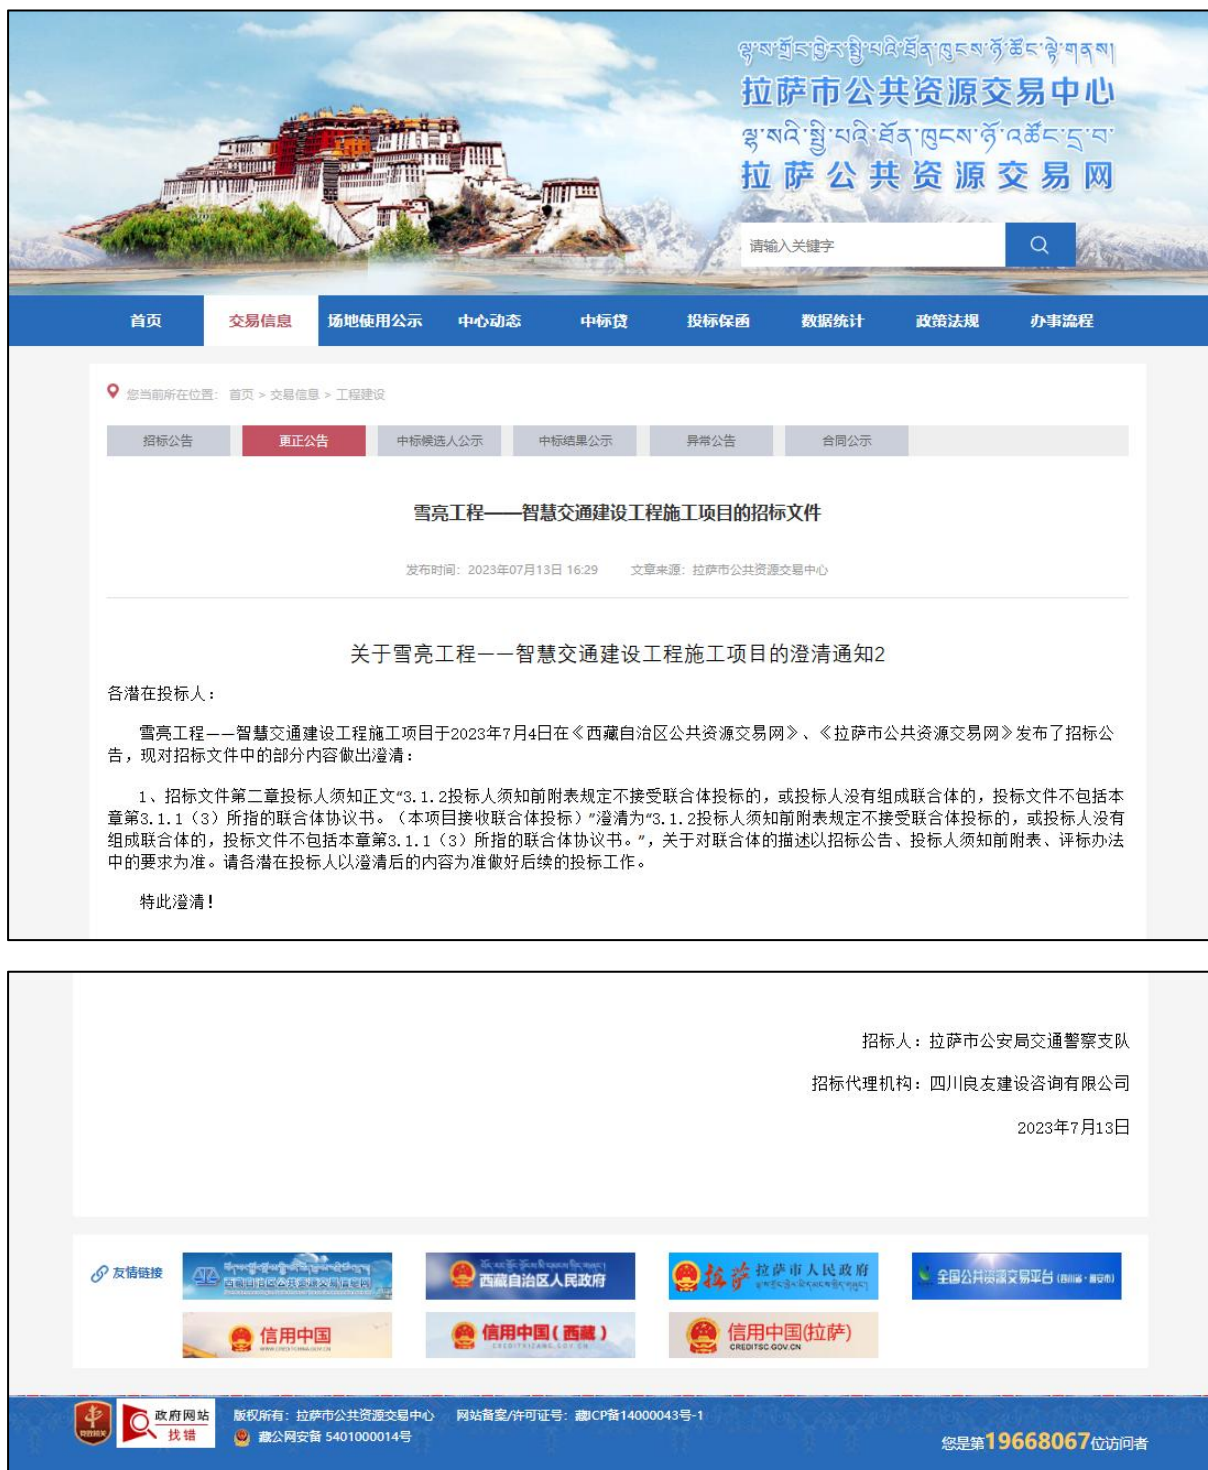 拉萨市公共资源交易中心
拉萨公共资源交易网
请输入关键字
首页 交易信息 场地使用公示 中心动态 中标贷 投标保函 数据统计 政策法规 办事流程
您当前所在位置： 首页 > 交易信息 > 工程建设
招标公告 更正公告 中标候选人公示 中标结果公示 异常公告 合同公示
雪亮工程——智慧交通建设工程施工项目的招标文件
发布时间：2023年07月13日 16:29 文章来源：拉萨市公共资源交易中心
关于雪亮工程——智慧交通建设工程施工项目的澄清通知2
各潜在投标人：
雪亮工程——智慧交通建设工程施工项目于2023年7月4日在《西藏自治区公共资源交易网》、《拉萨市公共资源交易网》发布了招标公
告，现对招标文件中的部分内容做出澄清：
1、招标文件第二章投标人须知正文“3.1.2投标人须知前附表规定不接受联合体投标的，或投标人没有组成联合体的，投标文件不包括本
章第3.1.1（3）所指的联合体协议书。（本项目接收联合体投标）”澄清为“3.1.2投标人须知前附表规定不接受联合体投标的，或投标人没有
组成联合体的，投标文件不包括本章第3.1.1（3）所指的联合体协议书。”，关于对联合体的描述以招标公告、投标人须知前附表、评标办法
中的要求为准。请各潜在投标人以澄清后的内容为准做好后续的投标工作。
特此澄清！
招标人：拉萨市公安局交通警察支队
招标代理机构：四川良友建设咨询有限公司
2023年7月13日
友情链接
西藏自治区公共资源交易信息网
西藏自治区人民政府
拉萨 拉萨市人民政府
全国公共资源交易平台（四川省·雅安市）
信用中国
信用中国（西藏）
信用中国(拉萨)
CREDITSC.GOV.CN
政府网站
找错
版权所有：拉萨市公共资源交易中心 网站备案/许可证号：藏ICP备14000043号-1
藏公网安备 5401000014号
您是第19668067位访问者